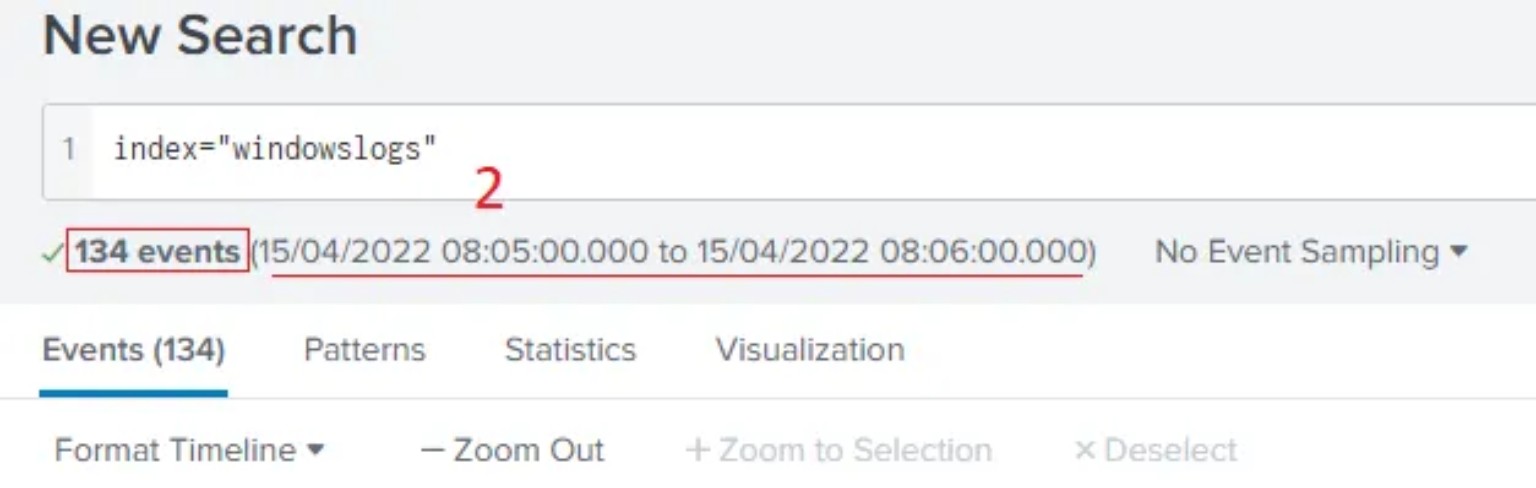 New Search
1 index="windowslogs"
2
134 events (15/04/2022 08:05:00.000 to 15/04/2022 08:06:00.000) No Event Sampling
Events (134) Patterns Statistics Visualization
Format Timeline — Zoom Out + Zoom to Selection × Deselect